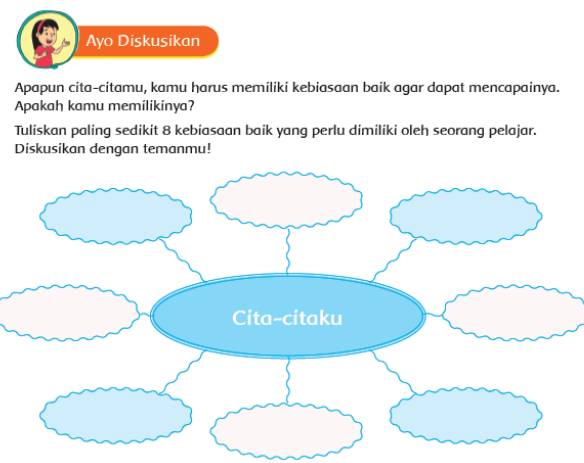 Ayo Diskusikan
Apapun cita-citamu, kamu harus memiliki kebiasaan baik agar dapat mencapainya.
Apakah kamu memilikinya?
Tuliskan paling sedikit 8 kebiasaan baik yang perlu dimiliki oleh seorang pelajar.
Diskusikan dengan temanmu!
Cita-citaku